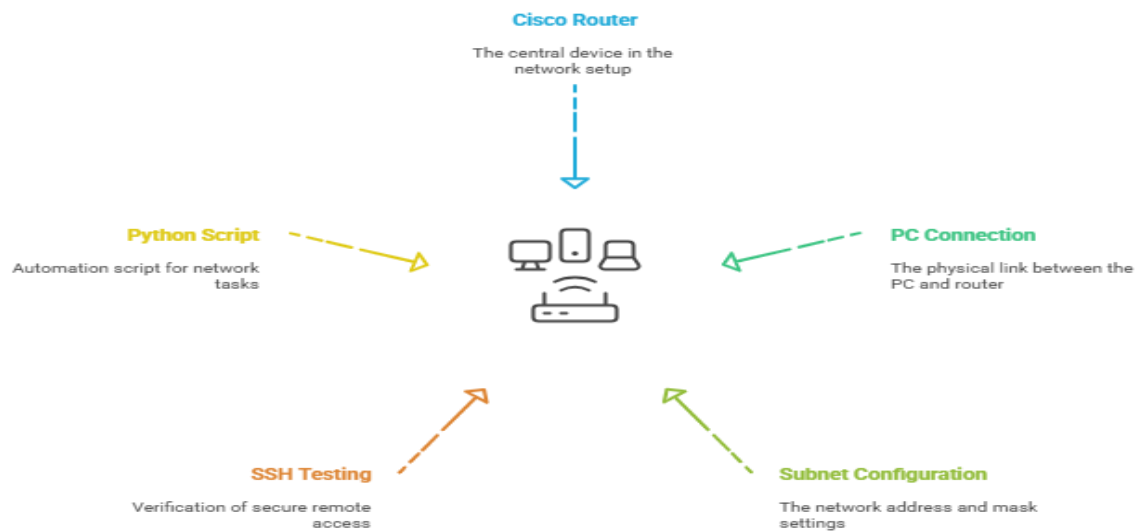 Cisco Router
The central device in the
network setup
Python Script
Automation script for network
tasks
PC Connection
The physical link between the
PC and router
SSH Testing
Verification of secure remote
access
Subnet Configuration
The network address and mask
settings